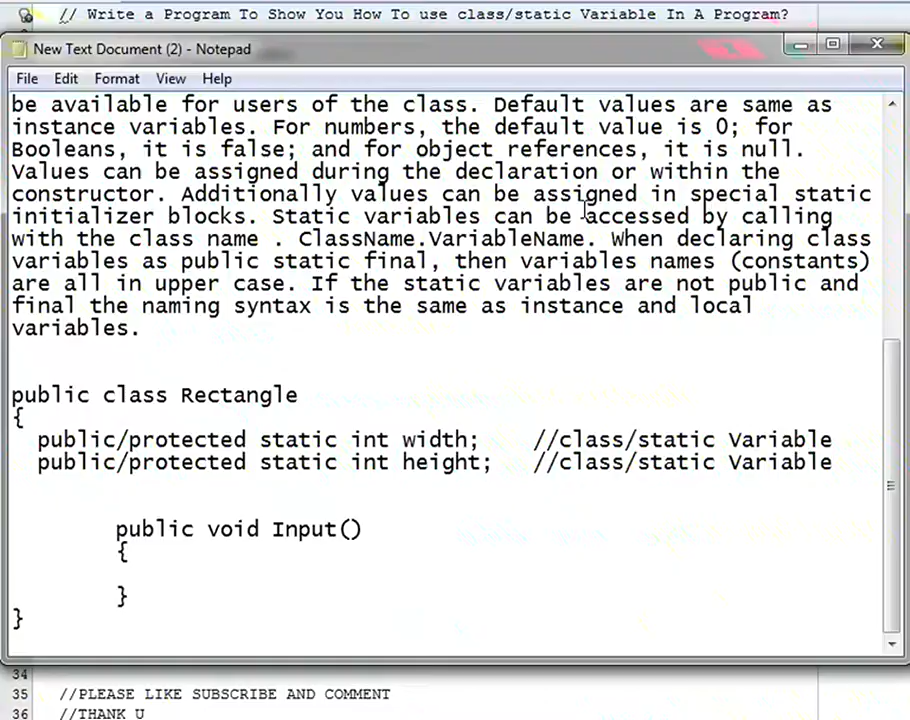 // Write a Program To Show You How To use class/static Variable In A Program?
New Text Document (2) - Notepad
File Edit Format View Help
be available for users of the class. Default values are same as
instance variables. For numbers, the default value is 0; for
Booleans, it is false; and for object references, it is null.
Values can be assigned during the declaration or within the
constructor. Additionally values can be assigned in special static
initializer blocks. Static variables can be accessed by calling
with the class name . ClassName.VariableName. When declaring class
variables as public static final, then variables names (constants)
are all in upper case. If the static variables are not public and
final the naming syntax is the same as instance and local
variables.
public class Rectangle
{
public/protected static int width; //class/static Variable
public/protected static int height; //class/static Variable
public void Input()
{
}
}
34
35 //PLEASE LIKE SUBSCRIBE AND COMMENT
36 //THANK U